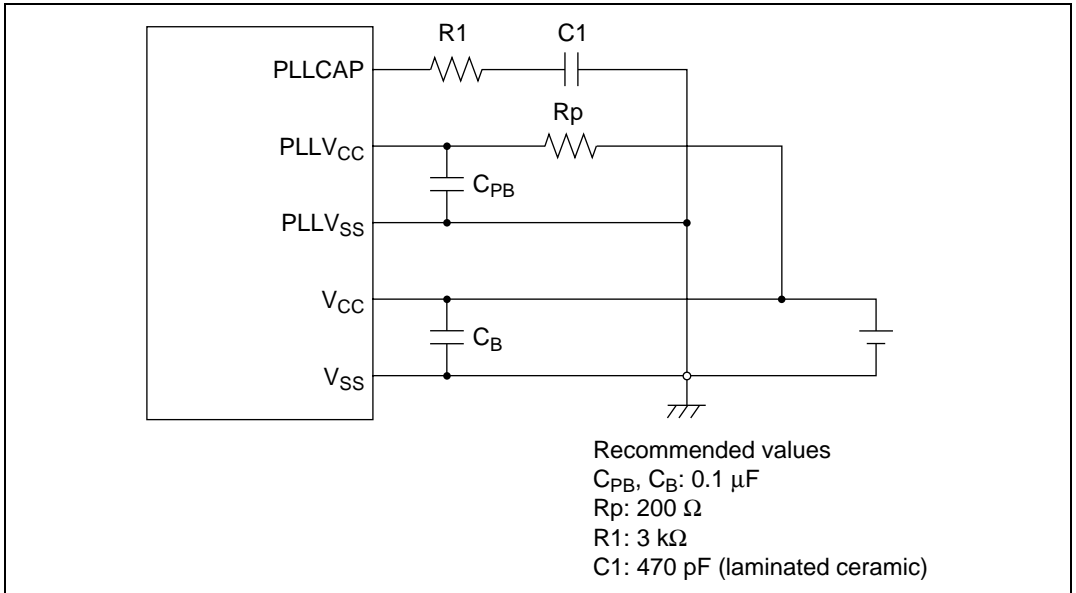 R1
C1
PLLCAP
Rp
PLLVCC
CPB
PLLVSS
VCC
CB
VSS
Recommended values
CPB, CB: 0.1 μF
Rp: 200 Ω
R1: 3 kΩ
C1: 470 pF (laminated ceramic)